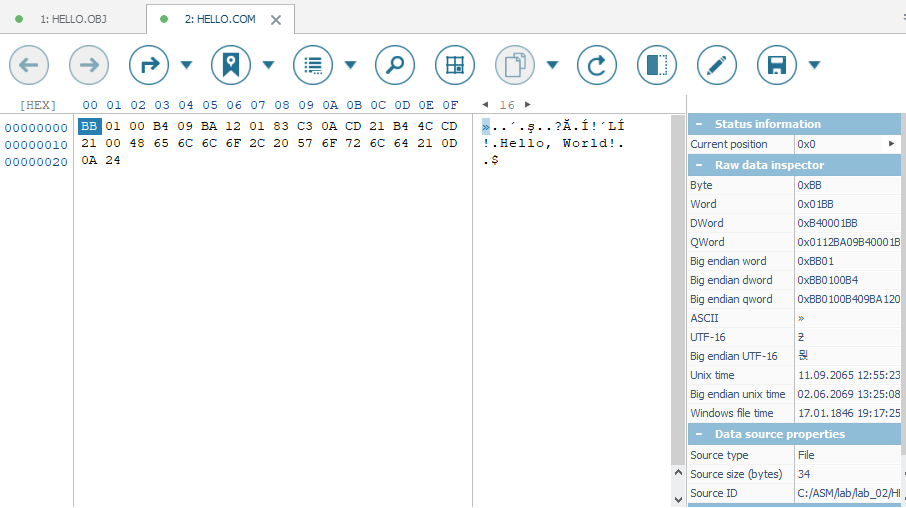 1: HELLO.OBJ
2: HELLO.COM
[HEX] 00 01 02 03 04 05 06 07 08 09 0A 0B 0C 0D 0E 0F 16
00000000 BB 01 00 B4 09 BA 12 01 83 C3 0A CD 21 B4 4C CD »..´.ş..?Ă.Í!´LÍ
00000010 21 00 48 65 6C 6C 6F 2C 20 57 6F 72 6C 64 21 0D !.Hello, World!.
00000020 0A 24 .$
Status information
Current position 0x0
Raw data inspector
Byte 0xBB
Word 0x01BB
DWord 0xB40001BB
QWord 0x0112BA09B40001B
Big endian word 0xBB01
Big endian dword 0xBB0100B4
Big endian qword 0xBB0100B409BA120
ASCII »
UTF-16 ƻ
Big endian UTF-16
Unix time 11.09.2065 12:55:23
Big endian unix time 02.06.2069 13:25:08
Windows file time 17.01.1846 19:17:25
Data source properties
Source type File
Source size (bytes) 34
Source ID C:/ASM/lab/lab_02/H